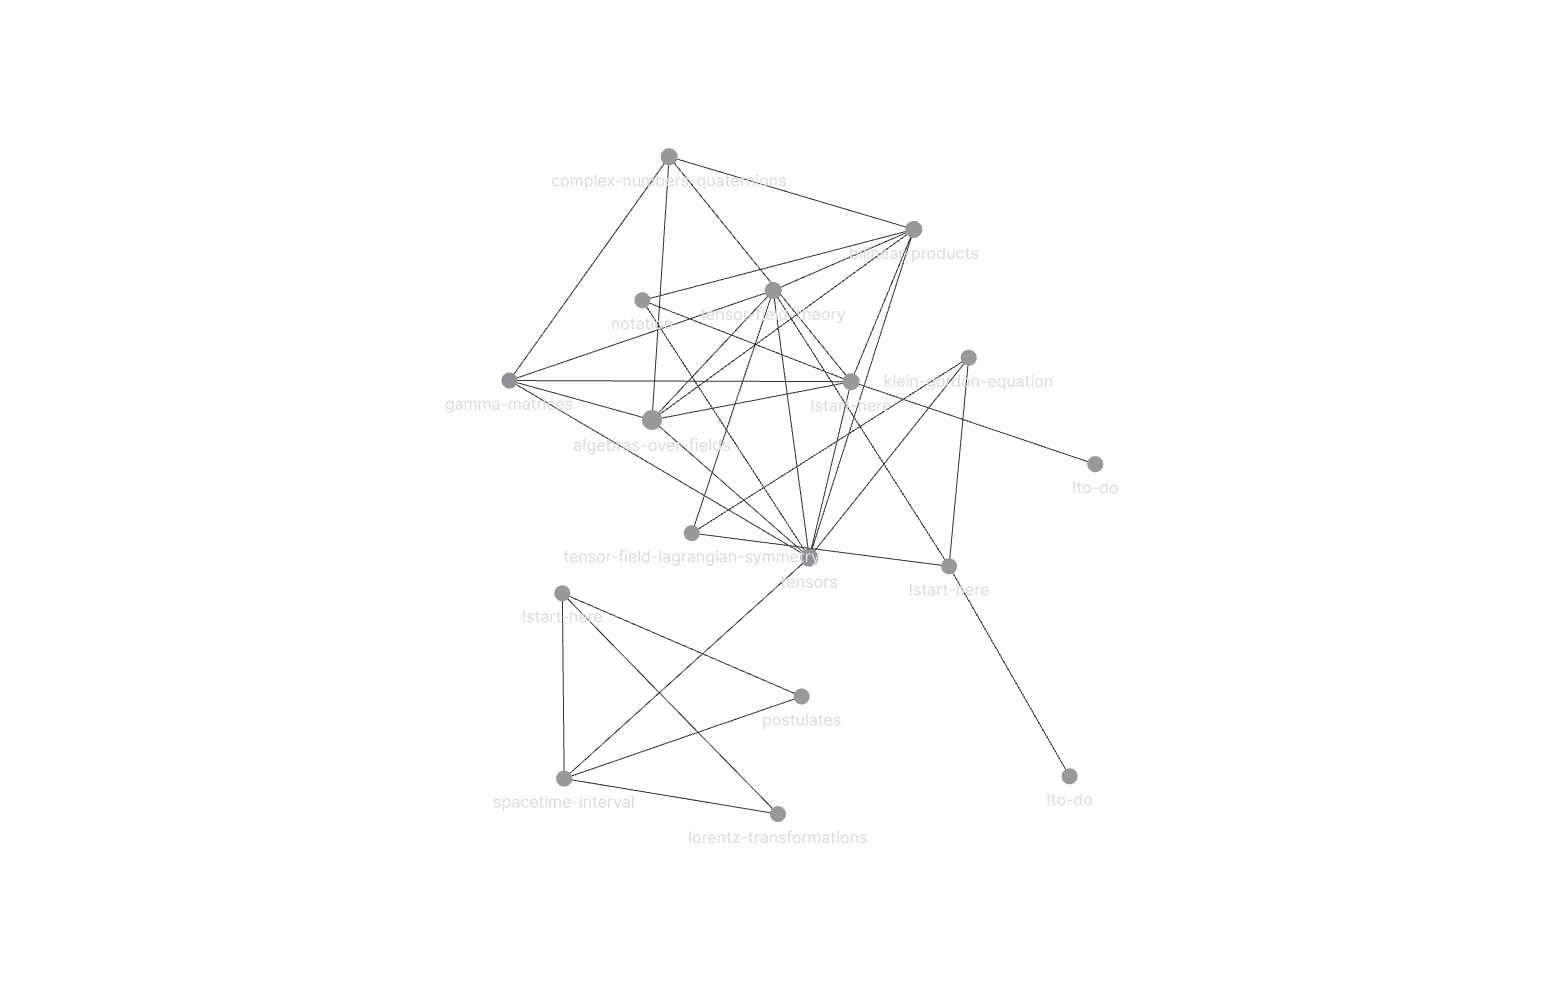 complex-numbers-quaternions
bilinear-products
tensor-field-theory
notation
klein-gordon-equation
gamma-matrices
!start-here
algebras-over-fields
!to-do
tensor-field-lagrangian-symmetry
tensors
!start-here
!start-here
postulates
spacetime-interval
!to-do
lorentz-transformations